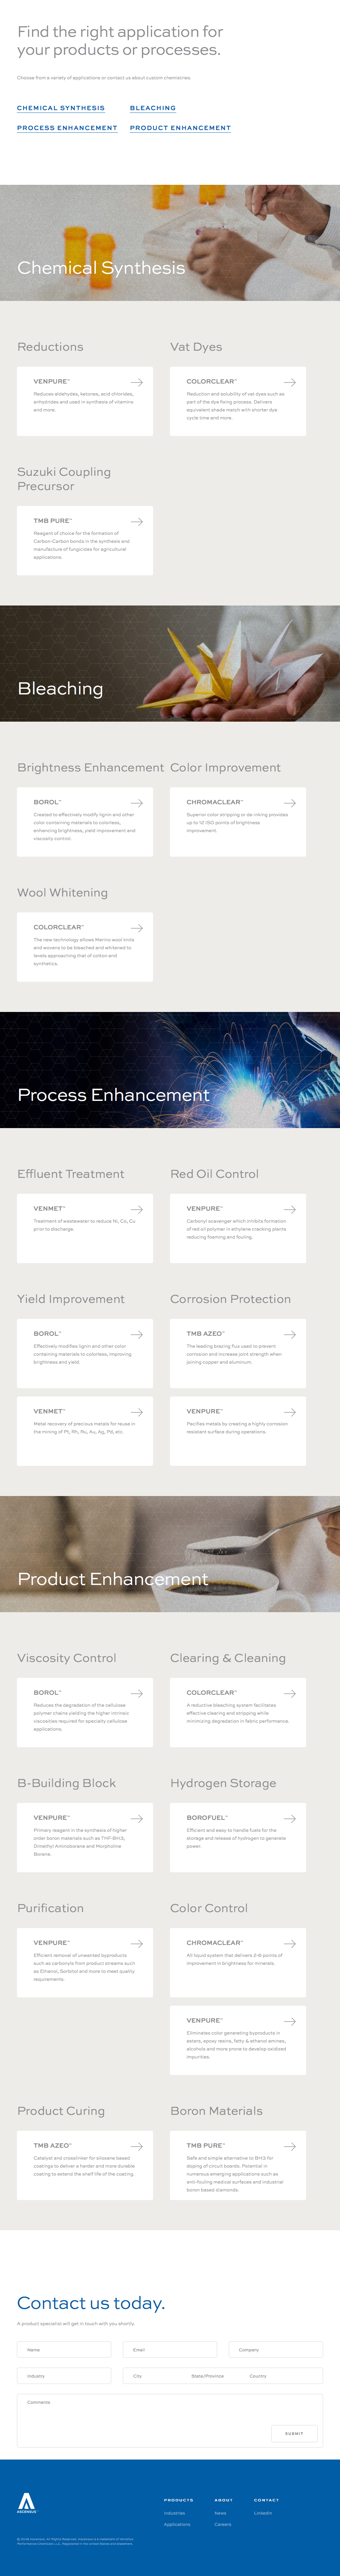 Find the right application for
your products or processes.
Choose from a variety of applications or contact us about custom chemistries.
CHEMICAL SYNTHESIS
BLEACHING
PROCESS ENHANCEMENT
PRODUCT ENHANCEMENT
Chemical Synthesis
Reductions
VENPURE™
Reduces aldehydes, ketones, acid chlorides,
anhydrides and used in synthesis of vitamins
and more.
Vat Dyes
COLORCLEAR™
Reduction and solubility of vat dyes such as
part of the dye fixing process. Delivers
equivalent shade match with shorter dye
cycle time and more.
Suzuki Coupling
Precursor
TMB PURE™
Reagent of choice for the formation of
Carbon-Carbon bonds in the synthesis and
manufacture of fungicides for agricultural
applications.
Bleaching
Brightness Enhancement
BOROL™
Created to effectively modify lignin and other
color containing materials to colorless,
enhancing brightness, yield improvement and
viscosity control.
Color Improvement
CHROMACLEAR™
Superior color stripping or de-inking provides
up to 12 ISO points of brightness
improvement.
Wool Whitening
COLORCLEAR™
The new technology allows Merino wool knits
and wovens to be bleached and whitened to
levels approaching that of cotton and
synthetics.
Process Enhancement
Effluent Treatment
VENMET™
Treatment of wastewater to reduce Ni, Co, Cu
prior to discharge.
Red Oil Control
VENPURE™
Carbonyl scavenger which inhibits formation
of red oil polymer in ethylene cracking plants
reducing foaming and fouling.
Yield Improvement
BOROL™
Effectively modifies lignin and other color
containing materials to colorless, improving
brightness and yield.
VENMET™
Metal recovery of precious metals for reuse in
the mining of Pt, Rh, Ru, Au, Ag, Pd, etc.
Corrosion Protection
TMB AZEO™
The leading brazing flux used to prevent
corrosion and increase joint strength when
joining copper and aluminum.
VENPURE™
Pacifies metals by creating a highly corrosion
resistant surface during operations.
Product Enhancement
Viscosity Control
BOROL™
Reduces the degradation of the cellulose
polymer chains yielding the higher intrinsic
viscosities required for specialty cellulose
applications.
Clearing & Cleaning
COLORCLEAR™
A reductive bleaching system facilitates
effective clearing and stripping while
minimizing degradation in fabric performance.
B-Building Block
VENPURE™
Primary reagent in the synthesis of higher
order boron materials such as THF-BH3,
Dimethyl Aminoborane and Morpholine
Borane.
Hydrogen Storage
BOROFUEL™
Efficient and easy to handle fuels for the
storage and release of hydrogen to generate
power.
Purification
VENPURE™
Efficient removal of unwanted byproducts
such as carbonyls from product streams such
as Ethanol, Sorbitol and more to meet quality
requirements.
Color Control
CHROMACLEAR™
All liquid system that delivers 2-8 points of
improvement in brightness for minerals.
VENPURE™
Eliminates color generating byproducts in
esters, epoxy resins, fatty & ethanol amines,
alcohols and more prone to develop oxidized
impurities.
Product Curing
TMB AZEO™
Catalyst and crosslinker for siloxane based
coatings to deliver a harder and more durable
coating to extend the shelf life of the coating.
Boron Materials
TMB PURE™
Safe and simple alternative to BH3 for
doping of circuit boards. Potential in
numerous emerging applications such as
anti-fouling medical surfaces and industrial
boron based diamonds.
Contact us today.
A product specialist will get in touch with you shortly.
Name
Email
Company
Industry
City
State/Province
Country
Comments
SUBMIT
ASCENSUS
PRODUCTS
Industries
Applications
ABOUT
News
Careers
CONTACT
LinkedIn